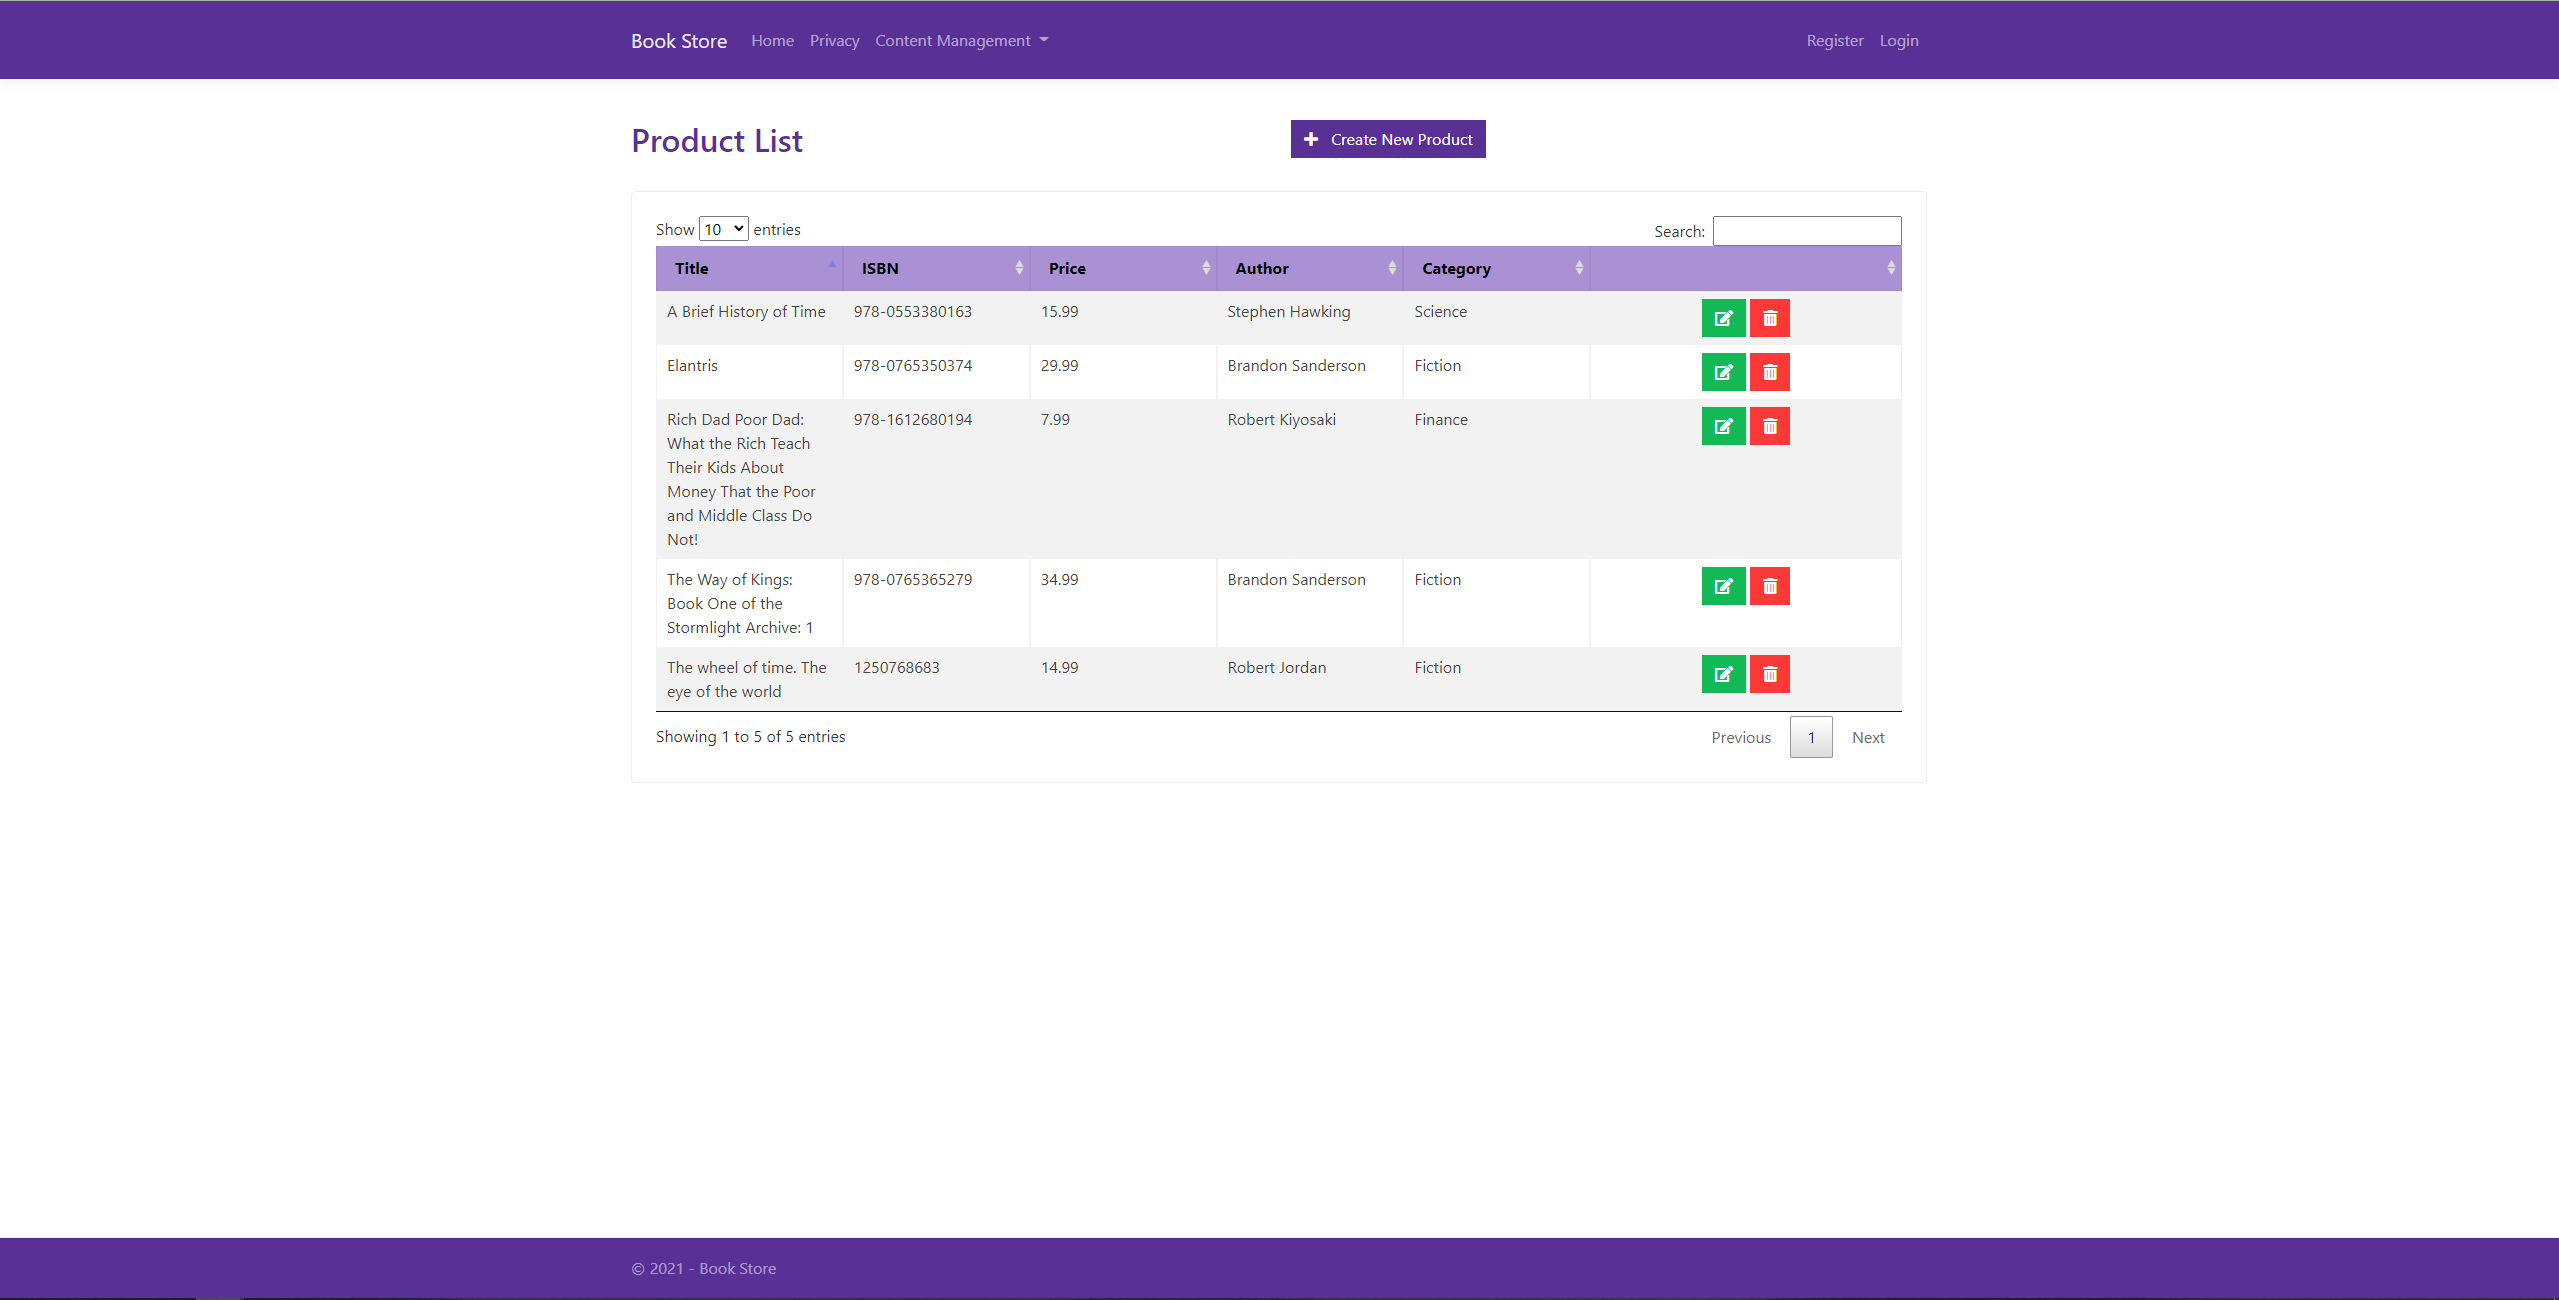 Book Store Home Privacy Content Management Register Login
Product List Create New Product
Show 10 entries Search:
Title ISBN Price Author Category
A Brief History of Time 978-0553380163 15.99 Stephen Hawking Science
Elantris 978-0765350374 29.99 Brandon Sanderson Fiction
Rich Dad Poor Dad: 978-1612680194 7.99 Robert Kiyosaki Finance
What the Rich Teach
Their Kids About
Money That the Poor
and Middle Class Do
Not!
The Way of Kings: 978-0765365279 34.99 Brandon Sanderson Fiction
Book One of the
Stormlight Archive: 1
The wheel of time. The 1250768683 14.99 Robert Jordan Fiction
eye of the world
Showing 1 to 5 of 5 entries Previous 1 Next
© 2021 - Book Store